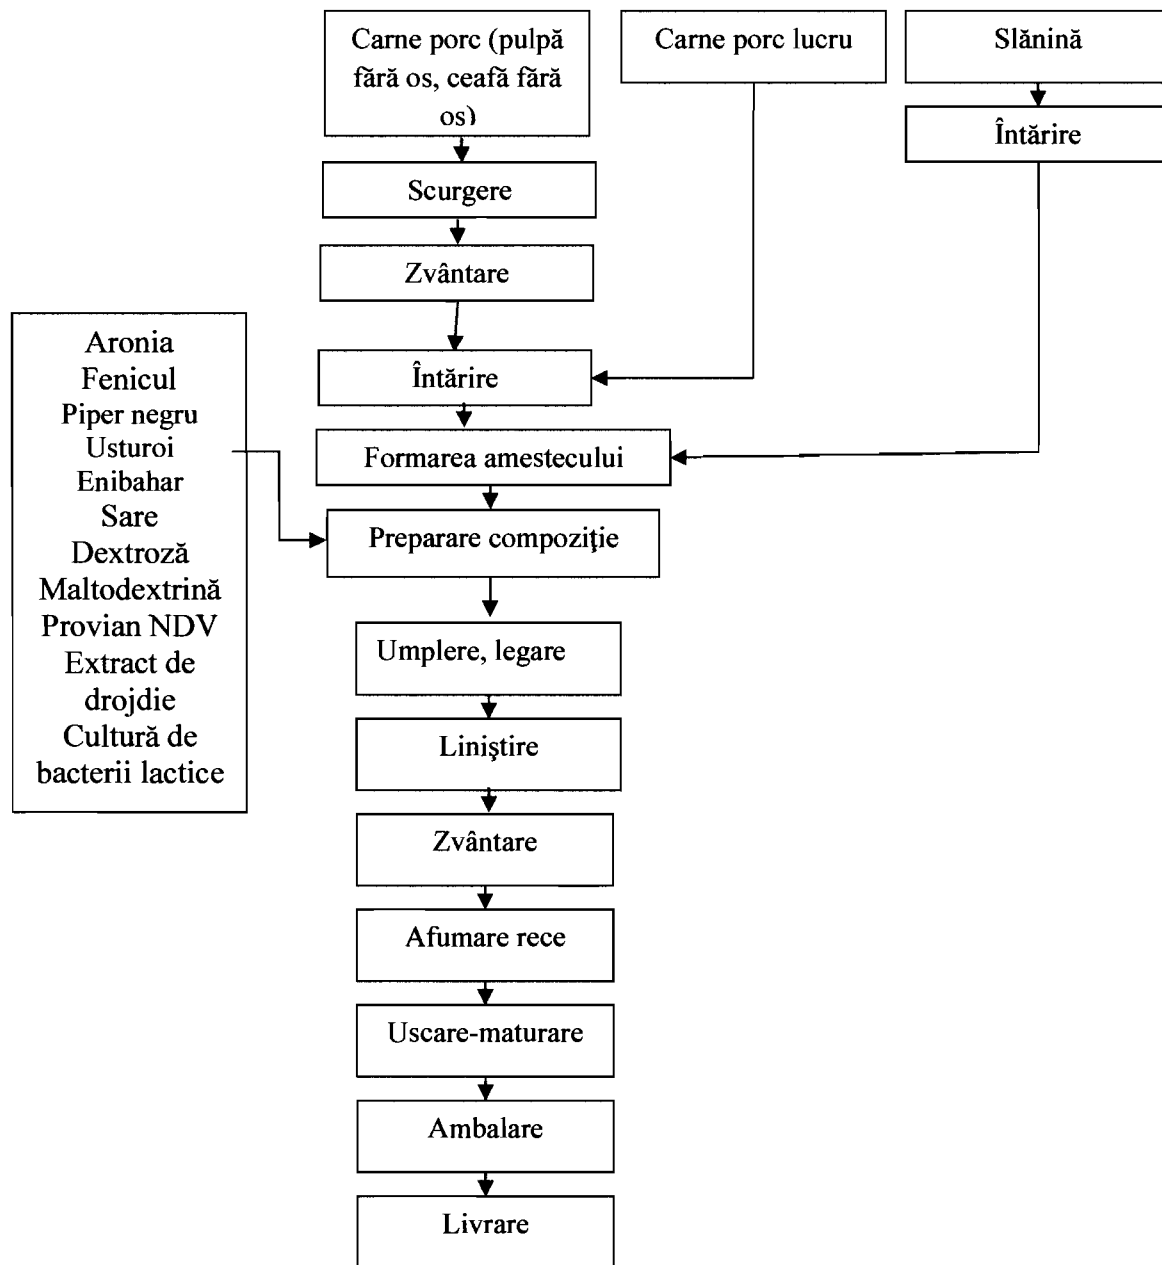 Carne porc (pulpă
fără os, ceafă fără
os)
Carne porc lucru
Slănină
Întărire
Scurgere
Zvântare
Întărire
Formarea amestecului
Aronia
Fenicul
Piper negru
Usturoi
Enibahar
Sare
Dextroză
Maltodextrină
Provian NDV
Extract de
drojdie
Cultură de
bacterii lactice
Preparare compoziţie
Umplere, legare
Liniştire
Zvântare
Afumare rece
Uscare-maturare
Ambalare
Livrare